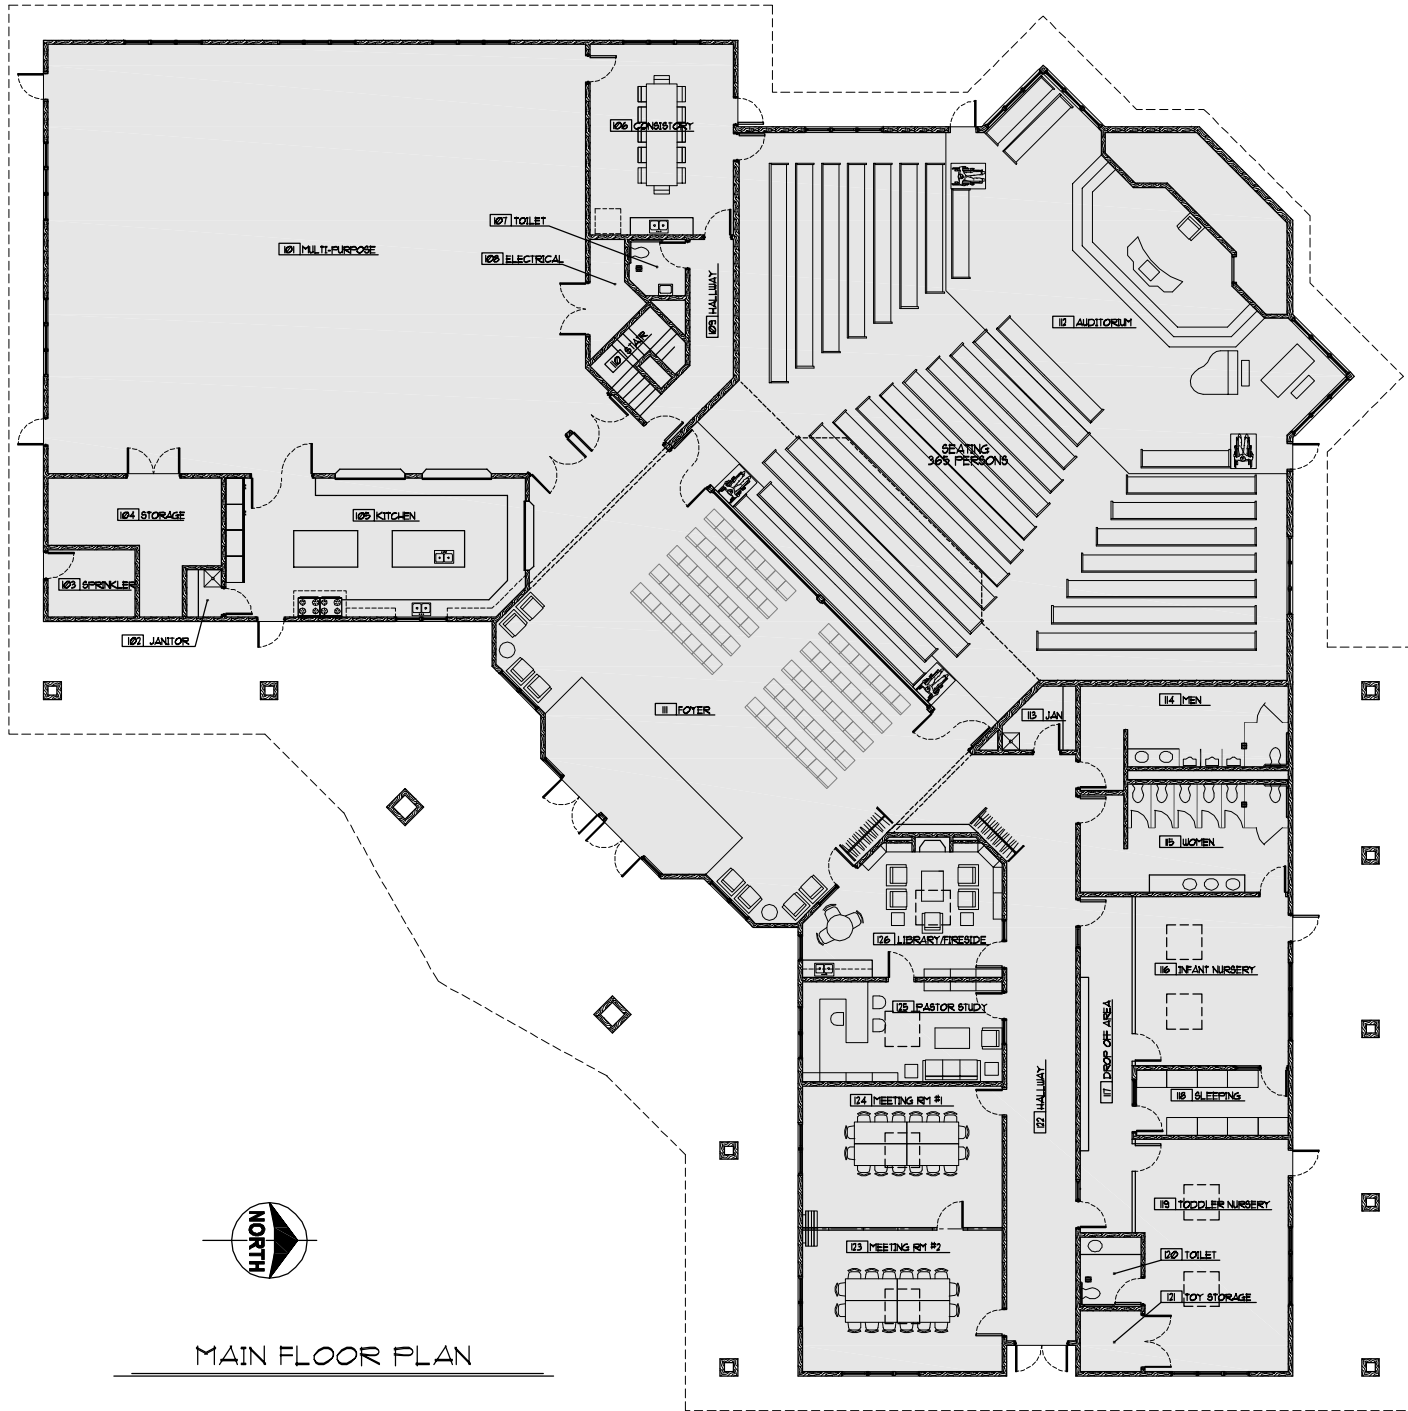 106 CONSISTORY
107 TOILET
101 MULTI-PURPOSE
108 ELECTRICAL
109 HALLWAY
112 AUDITORIUM
110 STAIR
SEATING
365 PERSONS
104 STORAGE
105 KITCHEN
103 SPRINKLER
102 JANITOR
111 FOYER
113 JAN
114 MEN
115 WOMEN
126 LIBRARY/FIRESIDE
116 INFANT NURSERY
125 PASTOR STUDY
117 DROP OFF AREA
122 HALLWAY
118 SLEEPING
124 MEETING RM #1
119 TODDLER NURSERY
123 MEETING RM #2
120 TOILET
121 TOY STORAGE
NORTH
MAIN FLOOR PLAN